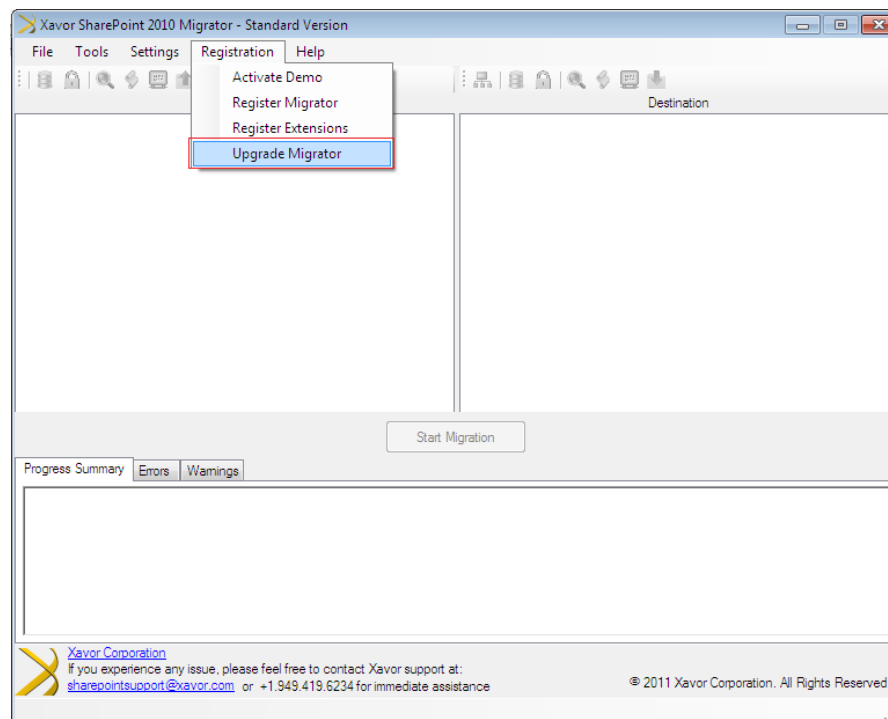 Xavor SharePoint 2010 Migrator - Standard Version
File Tools Settings Registration Help
Activate Demo
Register Migrator
Register Extensions
Upgrade Migrator
Destination
Start Migration
Progress Summary Errors Warnings
Xavor Corporation
If you experience any issue, please feel free to contact Xavor support at:
sharepointsupport@xavor.com or +1.949.419.6234 for immediate assistance
© 2011 Xavor Corporation. All Rights Reserved